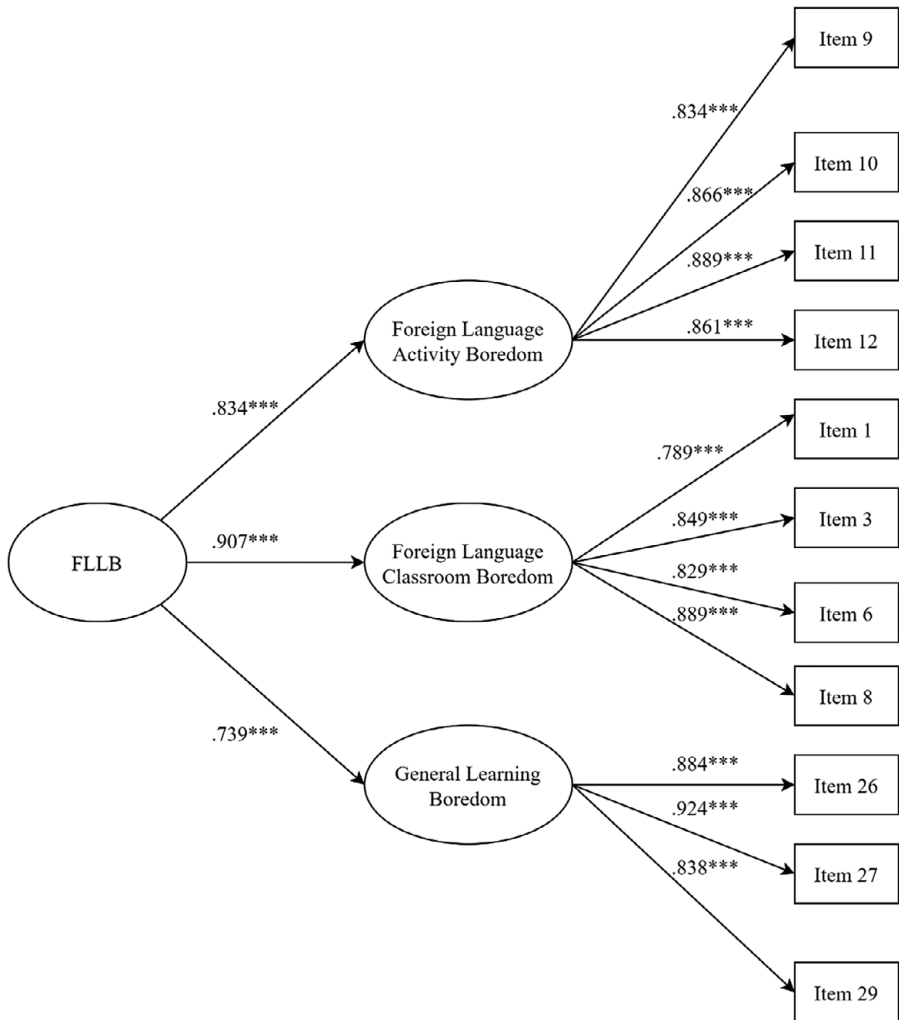 Item 9
.834***
Item 10
.866***
Item 11
.889***
Foreign Language
Activity Boredom
.861***
Item 12
.834***
Item 1
.789***
Item 3
.849***
FLLB
.907***
Foreign Language
Classroom Boredom
.829***
Item 6
.889***
Item 8
.739***
General Learning
Boredom
.884***
Item 26
.924***
Item 27
.838***
Item 29